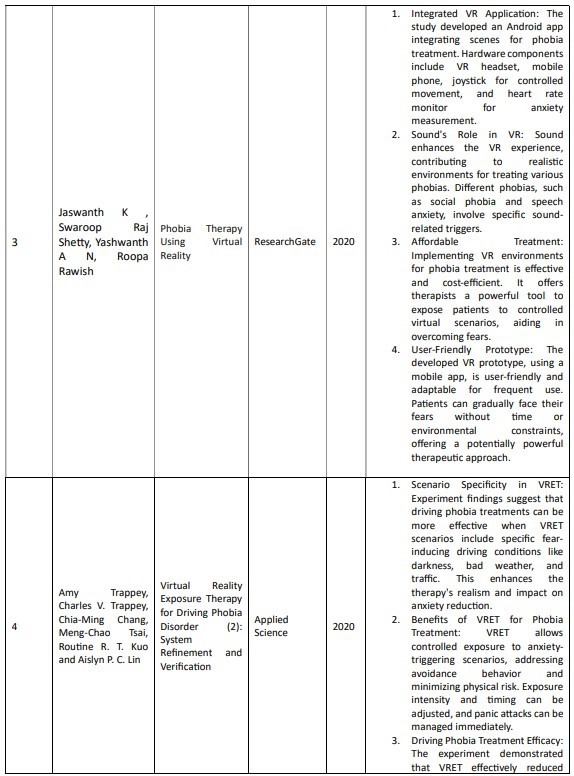 3
Jaswanth K ,
Swaroop Raj
Shetty, Yashwanth
A N, Roopa
Rawish
Phobia Therapy
Using Virtual
Reality
ResearchGate
2020
1. Integrated VR Application: The
study developed an Android app
integrating scenes for phobia
treatment. Hardware components
include VR headset, mobile
phone, joystick for controlled
movement, and heart rate
monitor for anxiety
measurement.
2. Sound's Role in VR: Sound
enhances the VR experience,
contributing to realistic
environments for treating various
phobias. Different phobias, such
as social phobia and speech
anxiety, involve specific sound-
related triggers.
3. Affordable Treatment:
Implementing VR environments
for phobia treatment is effective
and cost-efficient. It offers
therapists a powerful tool to
expose patients to controlled
virtual scenarios, aiding in
overcoming fears.
4. User-Friendly Prototype: The
developed VR prototype, using a
mobile app, is user-friendly and
adaptable for frequent use.
Patients can gradually face their
fears without time or
environmental constraints,
offering a potentially powerful
therapeutic approach.
4
Amy Trappey,
Charles V. Trappey,
Chia-Ming Chang,
Meng-Chao Tsai,
Routine R. T. Kuo
and Aislyn P. C. Lin
Virtual Reality
Exposure Therapy
for Driving Phobia
Disorder (2):
System
Refinement and
Verification
Applied
Science
2020
1. Scenario Specificity in VRET:
Experiment findings suggest that
driving phobia treatments can be
more effective when VRET
scenarios include specific fear-
inducing driving conditions like
darkness, bad weather, and
traffic. This enhances the
therapy's realism and impact on
anxiety reduction.
2. Benefits of VRET for Phobia
Treatment: VRET allows
controlled exposure to anxiety-
triggering scenarios, addressing
avoidance behavior and
minimizing physical risk. Exposure
intensity and timing can be
adjusted, and panic attacks can be
managed immediately.
3. Driving Phobia Treatment Efficacy:
The experiment demonstrated
that VRET effectively reduced